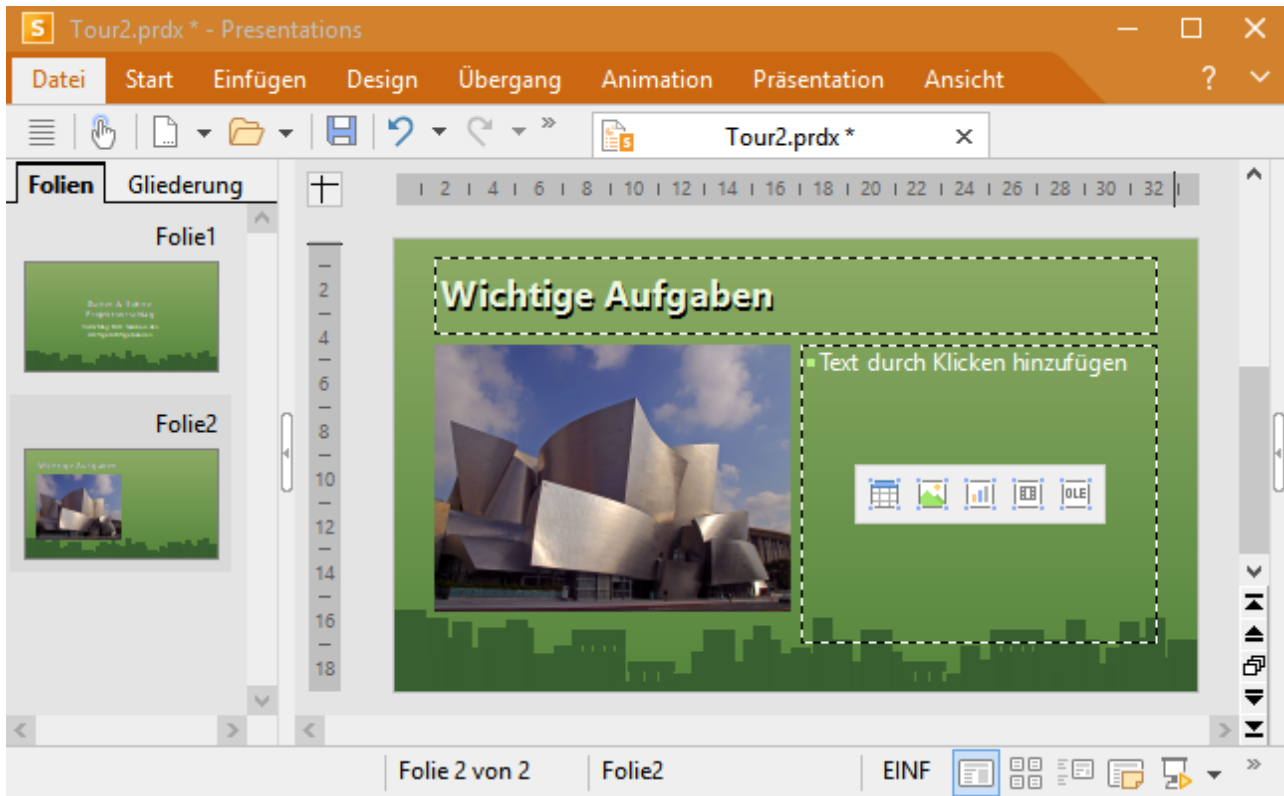 S Tour2.prdx * - Presentations
Datei Start Einfügen Design Übergang Animation Präsentation Ansicht ?
Tour2.prdx *
Folien Gliederung
2 4 6 8 10 12 14 16 18 20 22 24 26 28 30 32
Folie1
2
4
6
8
10
12
14
16
18
Folie2
Wichtige Aufgaben
Wichtige Aufgaben
Text durch Klicken hinzufügen
OLE
Folie 2 von 2 Folie2 EINF